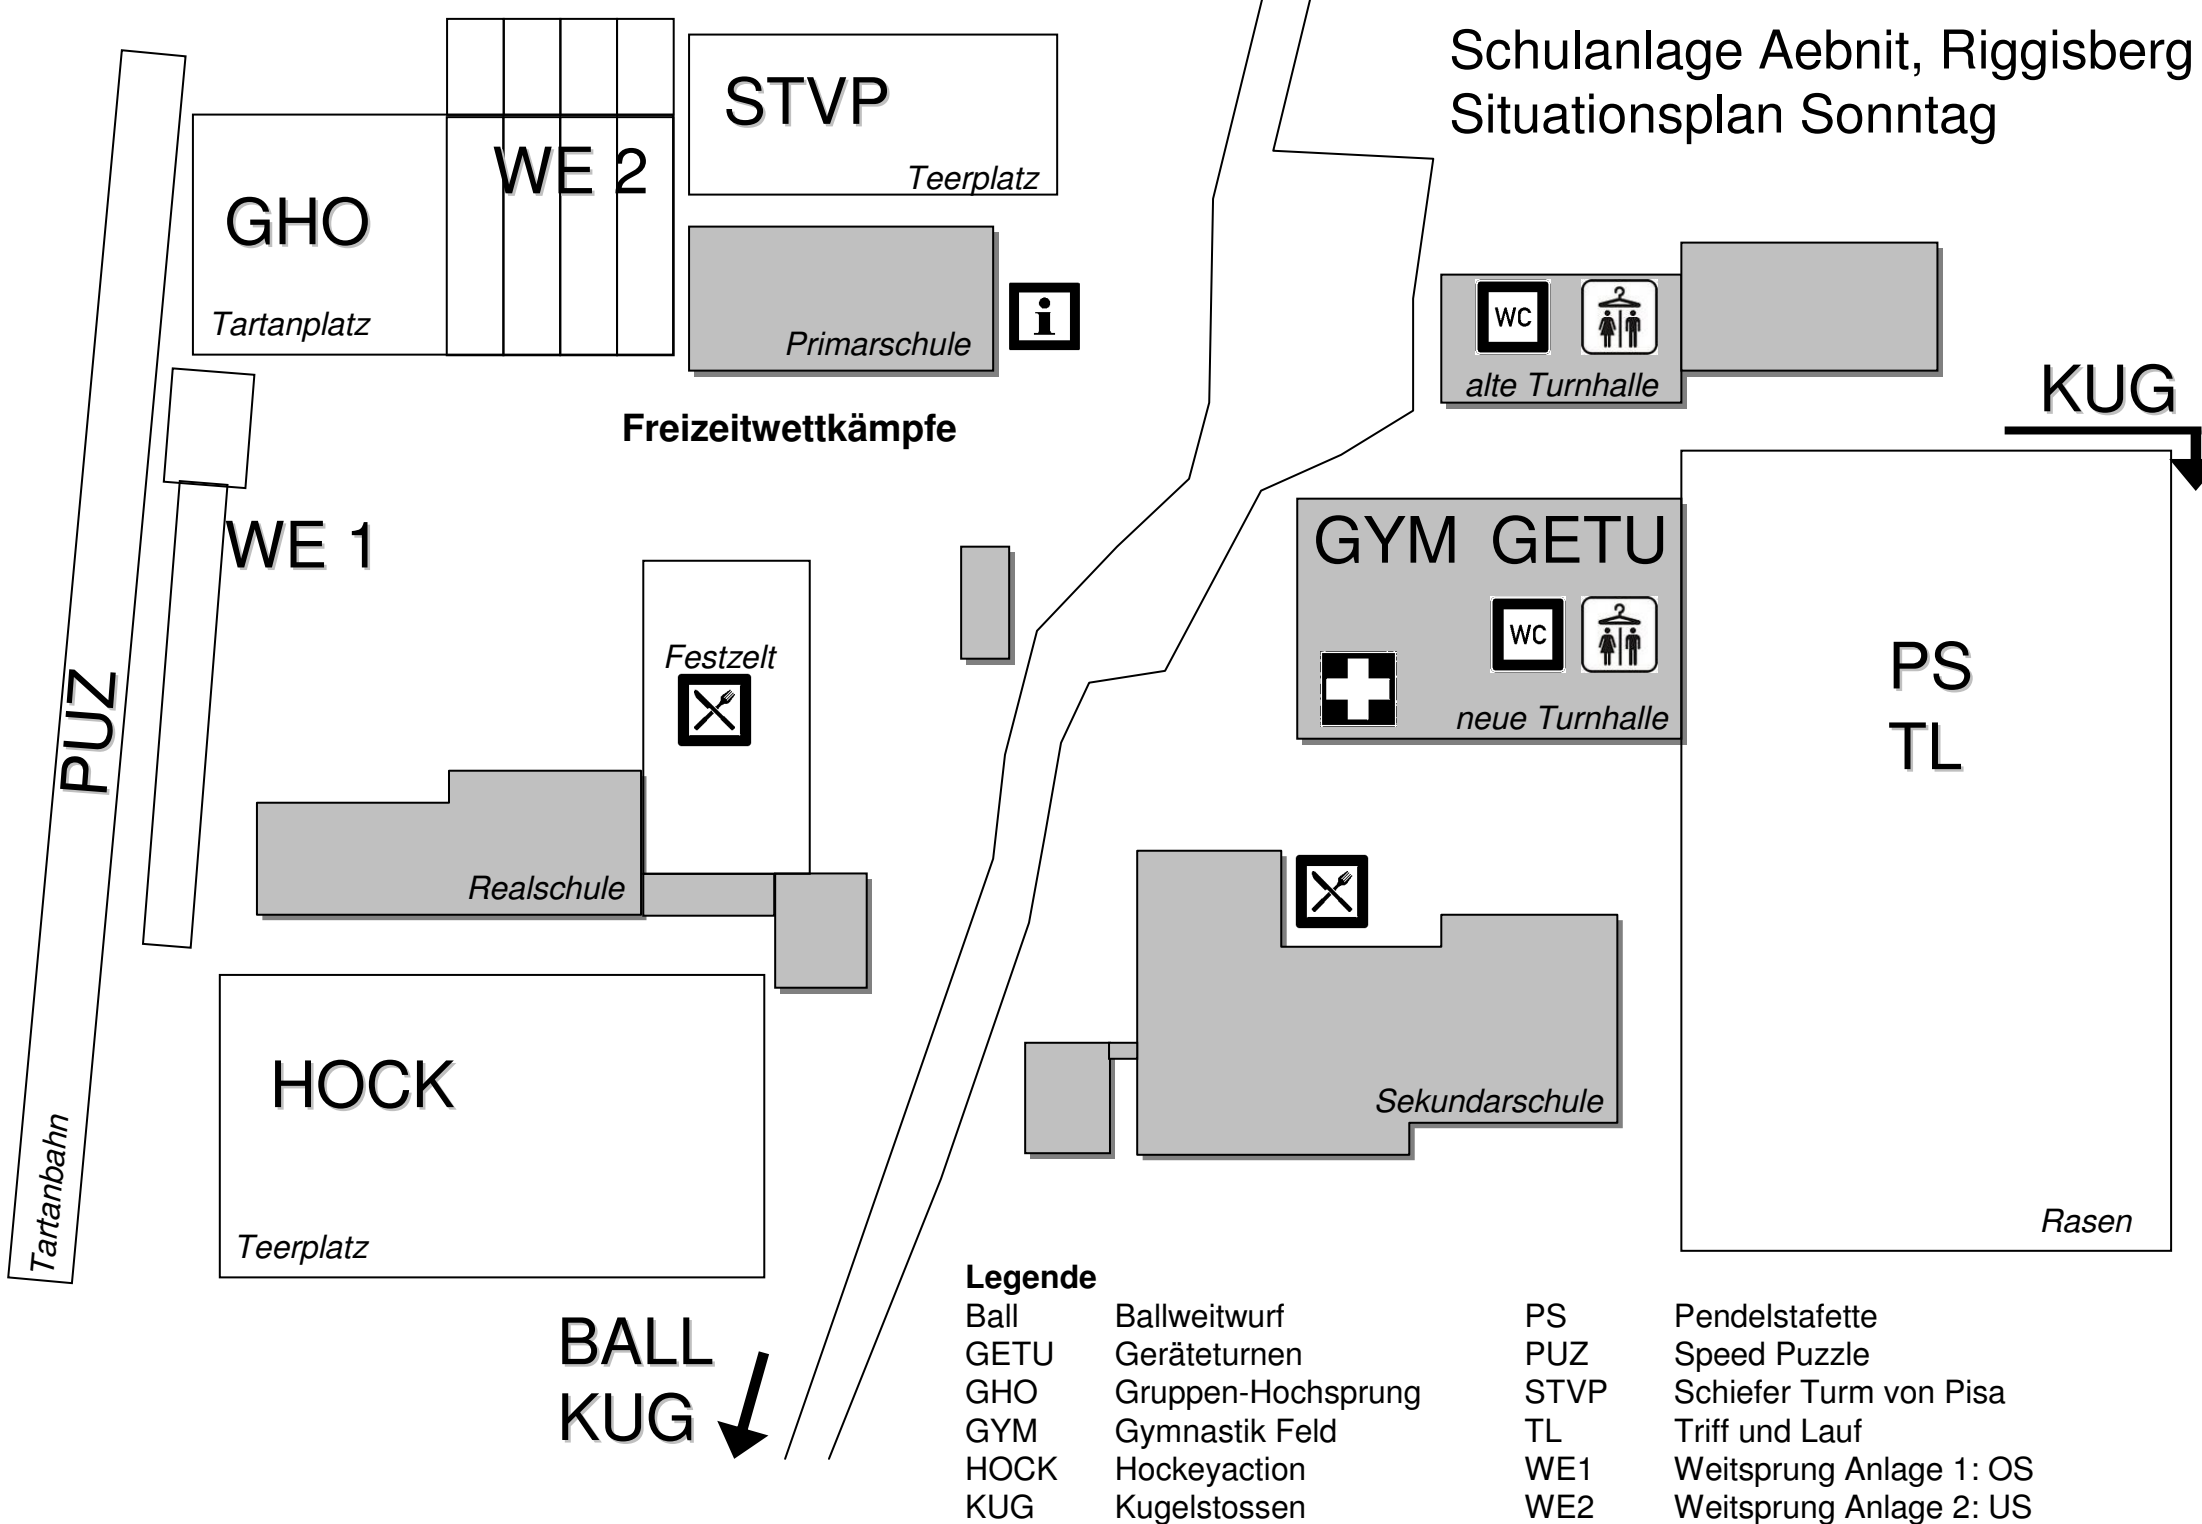 Schulanlage Aebnit, Riggisberg
Situationsplan Sonntag
STVP
Teerplatz
WE 2
GHO
Tartanplatz
Primarschule
i
WC
alte Turnhalle
KUG
Freizeitwettkämpfe
WE 1
GYM GETU
WC
neue Turnhalle
Festzelt
PUZ
PS
TL
Realschule
HOCK
Sekundarschule
Tartanbahn
Teerplatz
Rasen
BALL
KUG
Legende
Ball Ballweitwurf PS Pendelstafette
GETU Geräteturnen PUZ Speed Puzzle
GHO Gruppen-Hochsprung STVP Schiefer Turm von Pisa
GYM Gymnastik Feld TL Triff und Lauf
HOCK Hockeyaction WE1 Weitsprung Anlage 1: OS
KUG Kugelstossen WE2 Weitsprung Anlage 2: US